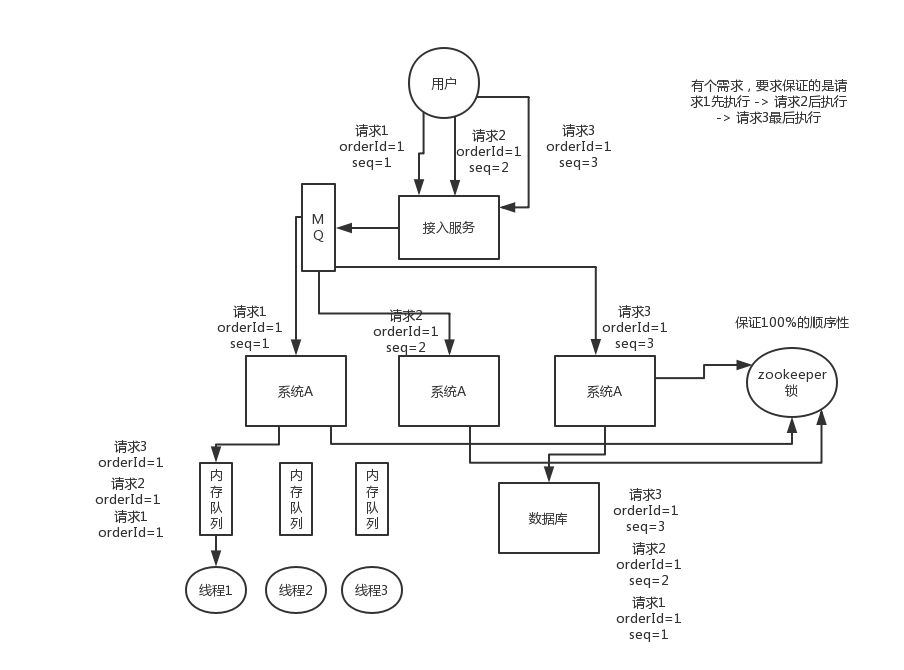 用户
有个需求，要求保证的是请
求1先执行 -> 请求2后执行
-> 请求3最后执行
请求1
orderId=1
seq=1
请求2
orderId=1
seq=2
请求3
orderId=1
seq=3
M
Q
接入服务
请求1
orderId=1
seq=1
请求2
orderId=1
seq=2
请求3
orderId=1
seq=3
保证100%的顺序性
系统A
系统A
系统A
zookeeper
锁
请求3
orderId=1
请求2
orderId=1
请求1
orderId=1
内
存
队
列
内
存
队
列
内
存
队
列
数据库
请求3
orderId=1
seq=3
请求2
orderId=1
seq=2
请求1
orderId=1
seq=1
线程1
线程2
线程3